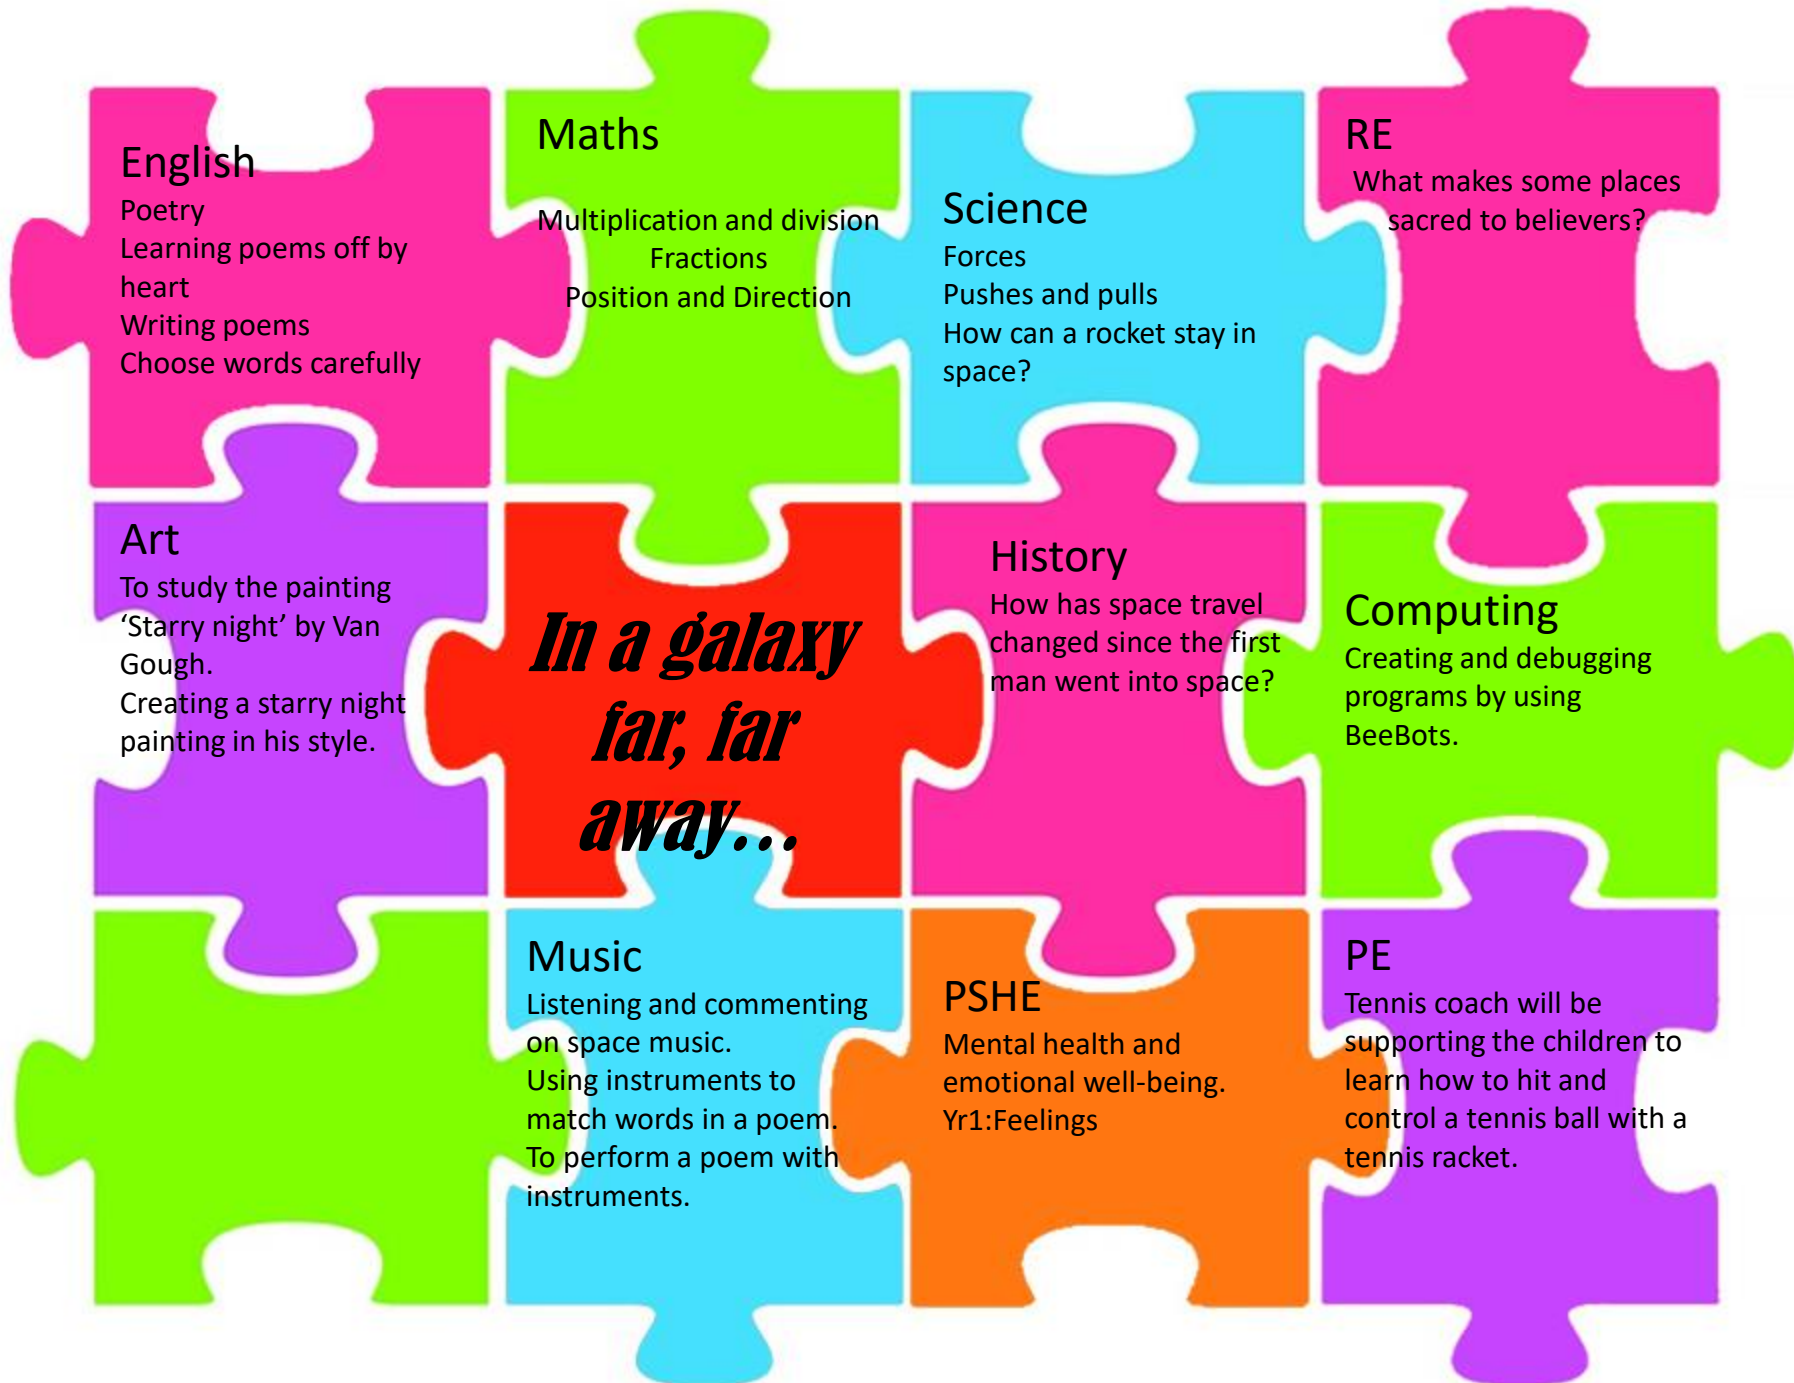 English
Poetry
Learning poems off by
heart
Writing poems
Choose words carefully
Maths
Multiplication and division
Fractions
Position and Direction
Science
Forces
Pushes and pulls
How can a rocket stay in
space?
RE
What makes some places
sacred to believers?
Art
To study the painting
‘Starry night’ by Van
Gough.
Creating a starry night
painting in his style.
In a galaxy
far, far
away…
History
How has space travel
changed since the first
man went into space?
Computing
Creating and debugging
programs by using
BeeBots.
Music
Listening and commenting
on space music.
Using instruments to
match words in a poem.
To perform a poem with
instruments.
PSHE
Mental health and
emotional well-being.
Yr1:Feelings
PE
Tennis coach will be
supporting the children to
learn how to hit and
control a tennis ball with a
tennis racket.